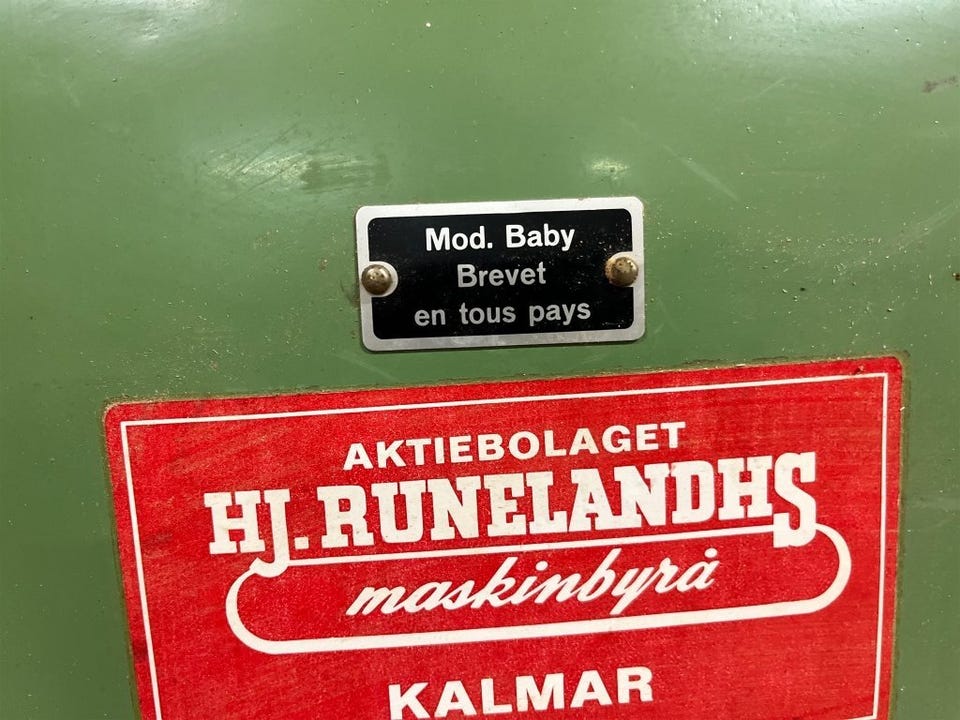 Mod. Baby
Brevet
en tous pays
AKTIEBOLAGET
HJ. RUNELANDHS
maskinbyrå
KALMAR